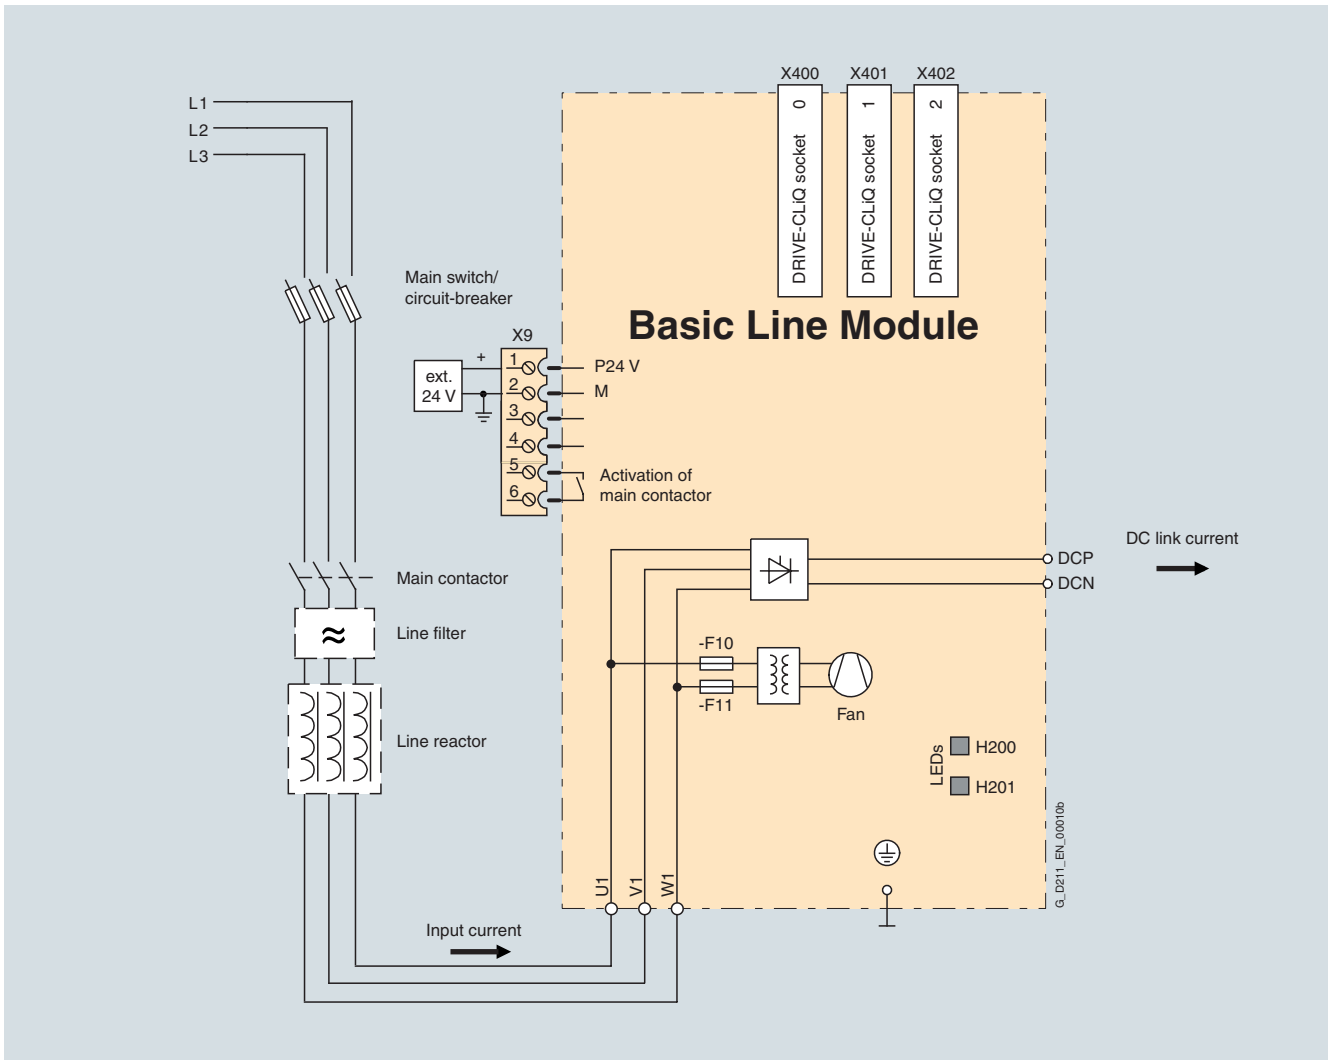 X400 X401 X402
L1
L2
L3
DRIVE-CLiQ socket 0
DRIVE-CLiQ socket 1
DRIVE-CLiQ socket 2
Main switch/
circuit-breaker
Basic Line Module
X9
ext.
24 V
+
1 P24 V
2 M
3
4
5
6
Activation of
main contactor
DC link current
DCP
DCN
Main contactor
≈
Line filter
-F10
-F11
Fan
Line reactor
LEDs
H200
H201
G_D211_EN_00010b
U1
V1
W1
Input current